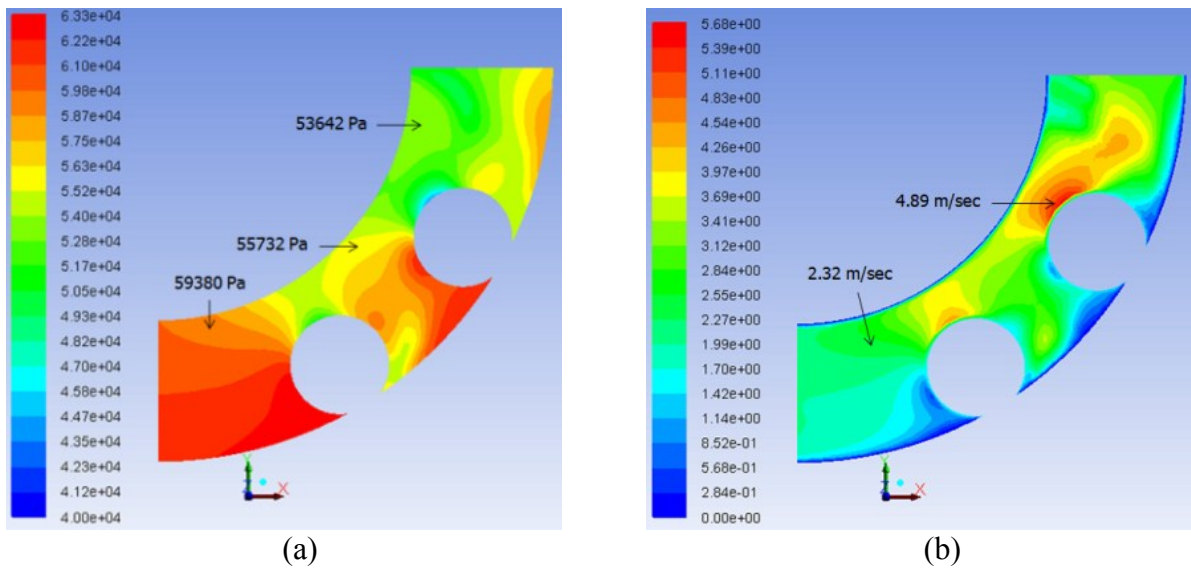 6.33e+04
6.22e+04
6.10e+04
5.98e+04
5.87e+04
5.75e+04
5.63e+04
5.52e+04
5.40e+04
5.28e+04
5.17e+04
5.05e+04
4.93e+04
4.82e+04
4.70e+04
4.58e+04
4.47e+04
4.35e+04
4.23e+04
4.12e+04
4.00e+04
53642 Pa
55732 Pa
59380 Pa
Y
Z
X
(a)
5.68e+00
5.39e+00
5.11e+00
4.83e+00
4.54e+00
4.26e+00
3.97e+00
3.69e+00
3.41e+00
3.12e+00
2.84e+00
2.55e+00
2.27e+00
1.99e+00
1.70e+00
1.42e+00
1.14e+00
8.52e-01
5.68e-01
2.84e-01
0.00e+00
4.89 m/sec
2.32 m/sec
Y
Z
X
(b)